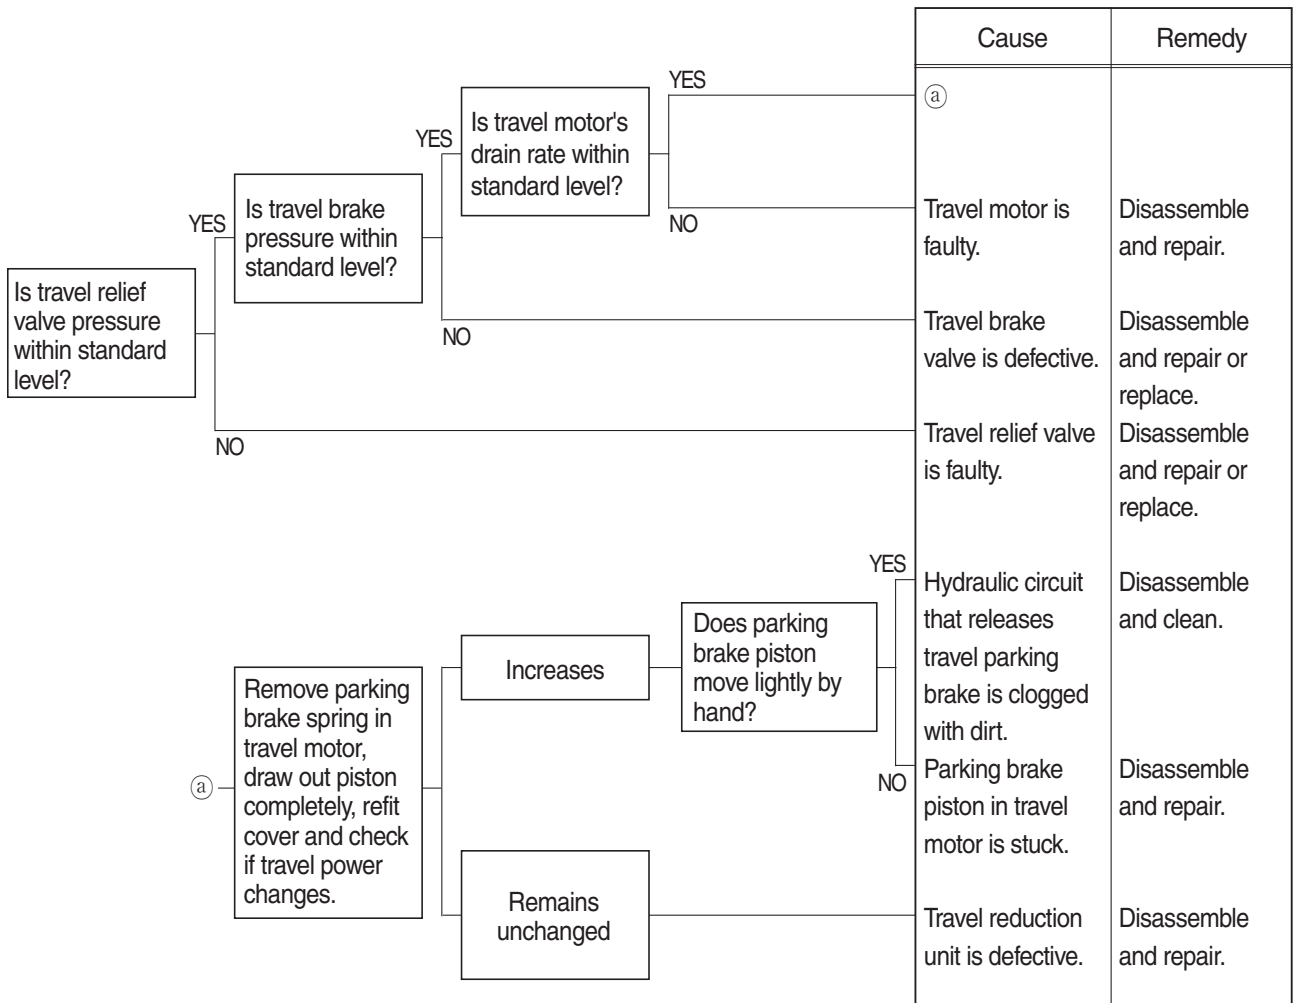 Cause
Remedy
YES
ⓐ
Is travel motor's
drain rate within
standard level?
YES
NO
Travel motor is
faulty.
Disassemble
and repair.
Is travel brake
pressure within
standard level?
YES
NO
Travel brake
valve is defective.
Disassemble
and repair or
replace.
Is travel relief
valve pressure
within standard
level?
NO
Travel relief valve
is faulty.
Disassemble
and repair or
replace.
ⓐ
Remove parking
brake spring in
travel motor,
draw out piston
completely, refit
cover and check
if travel power
changes.
Increases
Does parking
brake piston
move lightly by
hand?
YES
Hydraulic circuit
that releases
travel parking
brake is clogged
with dirt.
Disassemble
and clean.
NO
Parking brake
piston in travel
motor is stuck.
Disassemble
and repair.
Remains
unchanged
Travel reduction
unit is defective.
Disassemble
and repair.